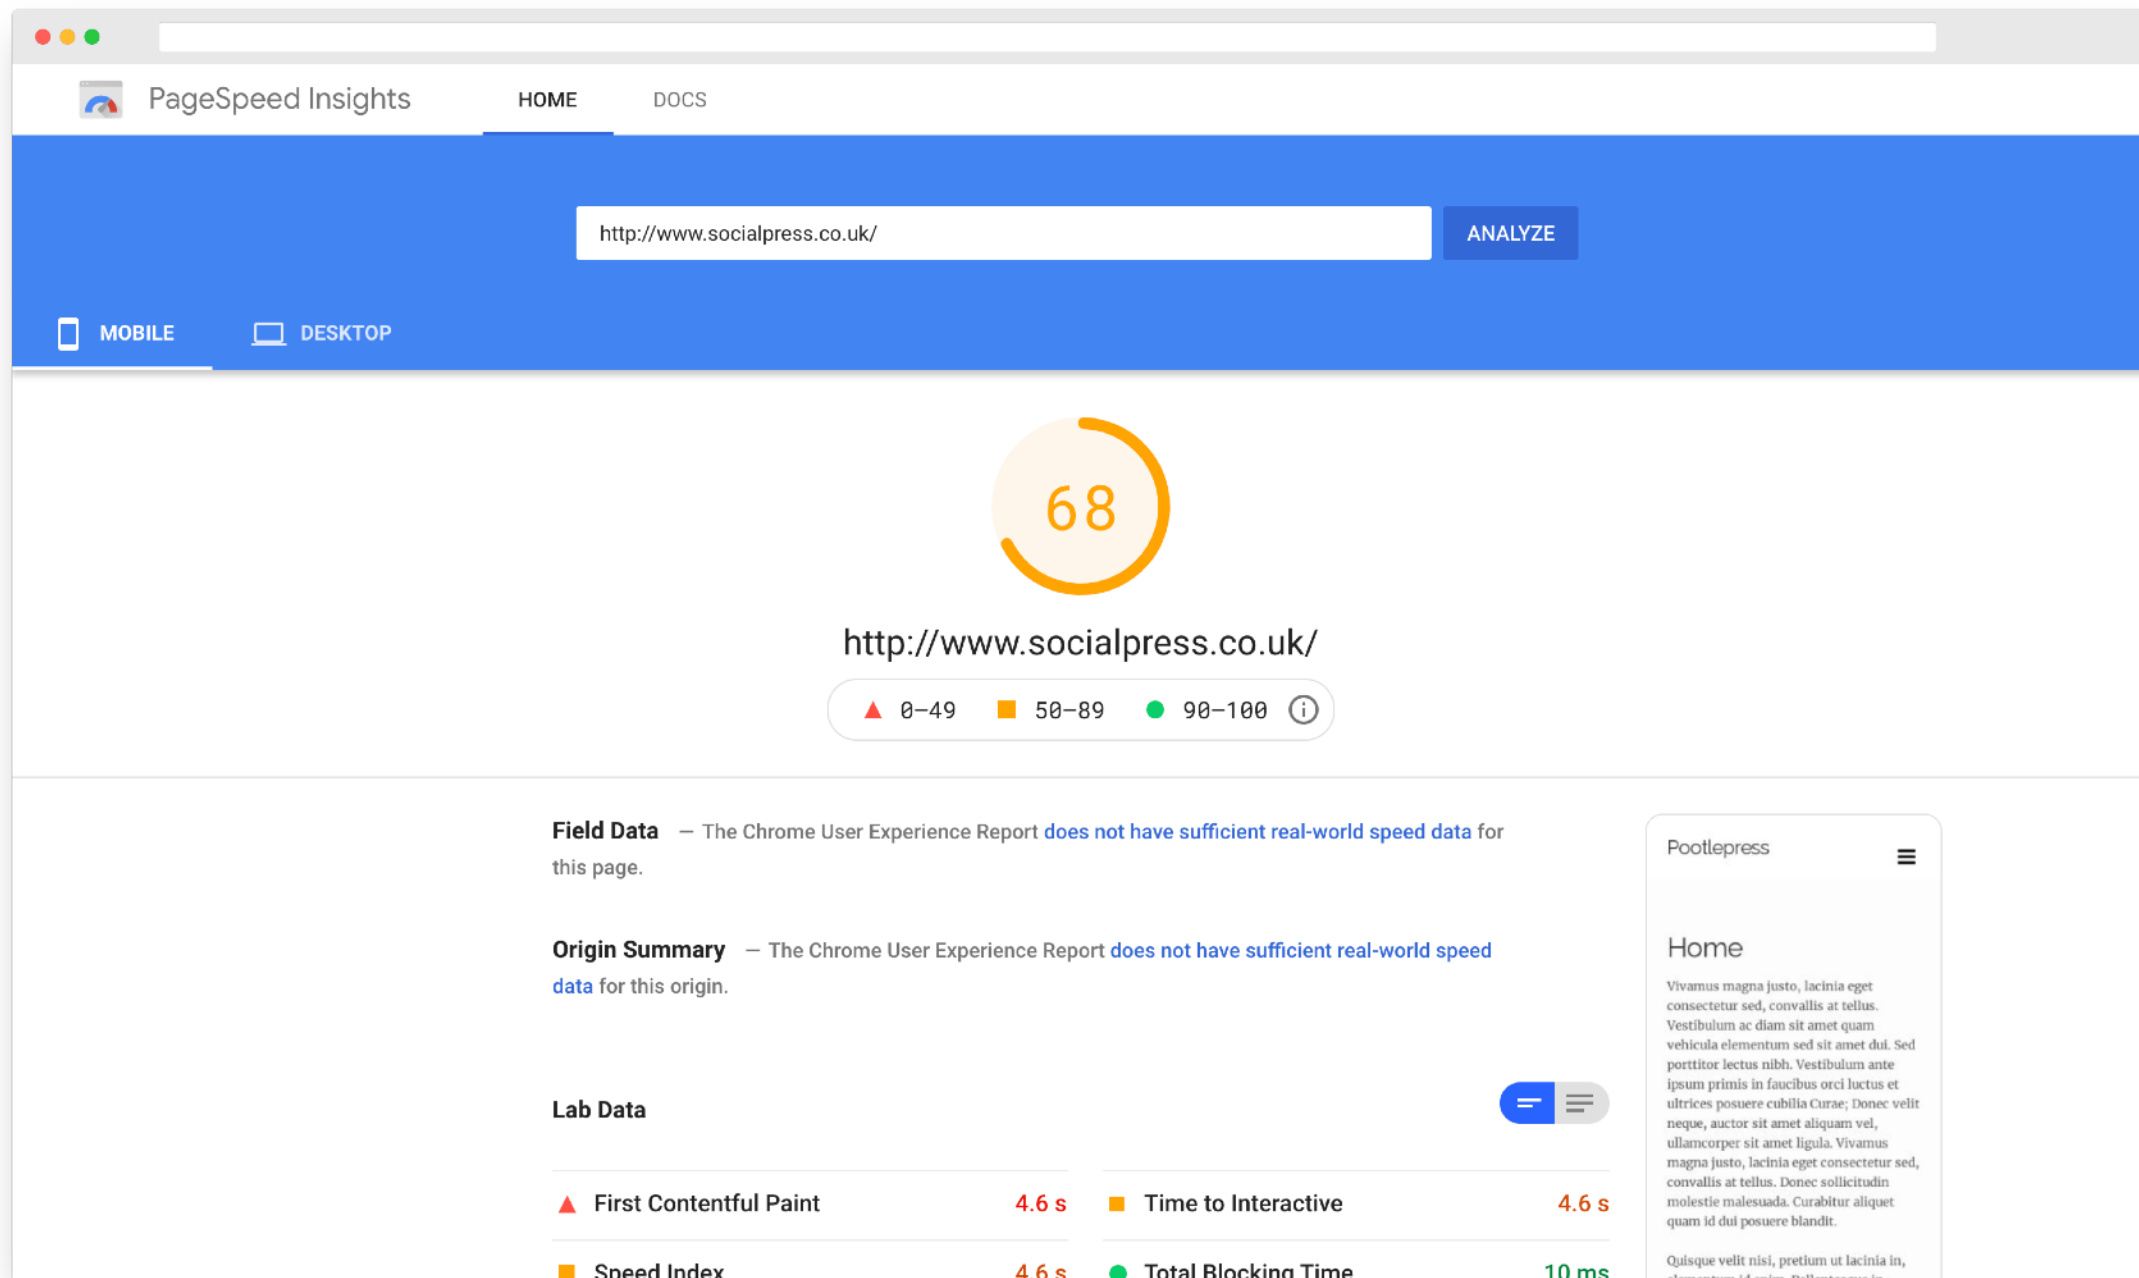 PageSpeed Insights HOME DOCS
http://www.socialpress.co.uk/ ANALYZE
MOBILE DESKTOP
68
http://www.socialpress.co.uk/
0–49 50–89 90–100
Field Data — The Chrome User Experience Report does not have sufficient real-world speed data for
this page.
Origin Summary — The Chrome User Experience Report does not have sufficient real-world speed
data for this origin.
Lab Data
First Contentful Paint 4.6 s Time to Interactive 4.6 s
Speed Index 4.6 s Total Blocking Time 10 ms
Pootlepress
Home
Vivamus magna justo, lacinia eget
consectetur sed, convallis at tellus.
Vestibulum ac diam sit amet quam
vehicula elementum sed sit amet dui. Sed
porttitor lectus nibh. Vestibulum ante
ipsum primis in faucibus orci luctus et
ultrices posuere cubilia Curae; Donec velit
neque, auctor sit amet aliquam vel,
ullamcorper sit amet ligula. Vivamus
magna justo, lacinia eget consectetur sed,
convallis at tellus. Donec sollicitudin
molestie malesuada. Curabitur aliquet
quam id dui posuere blandit.
Quisque velit nisi, pretium ut lacinia in,